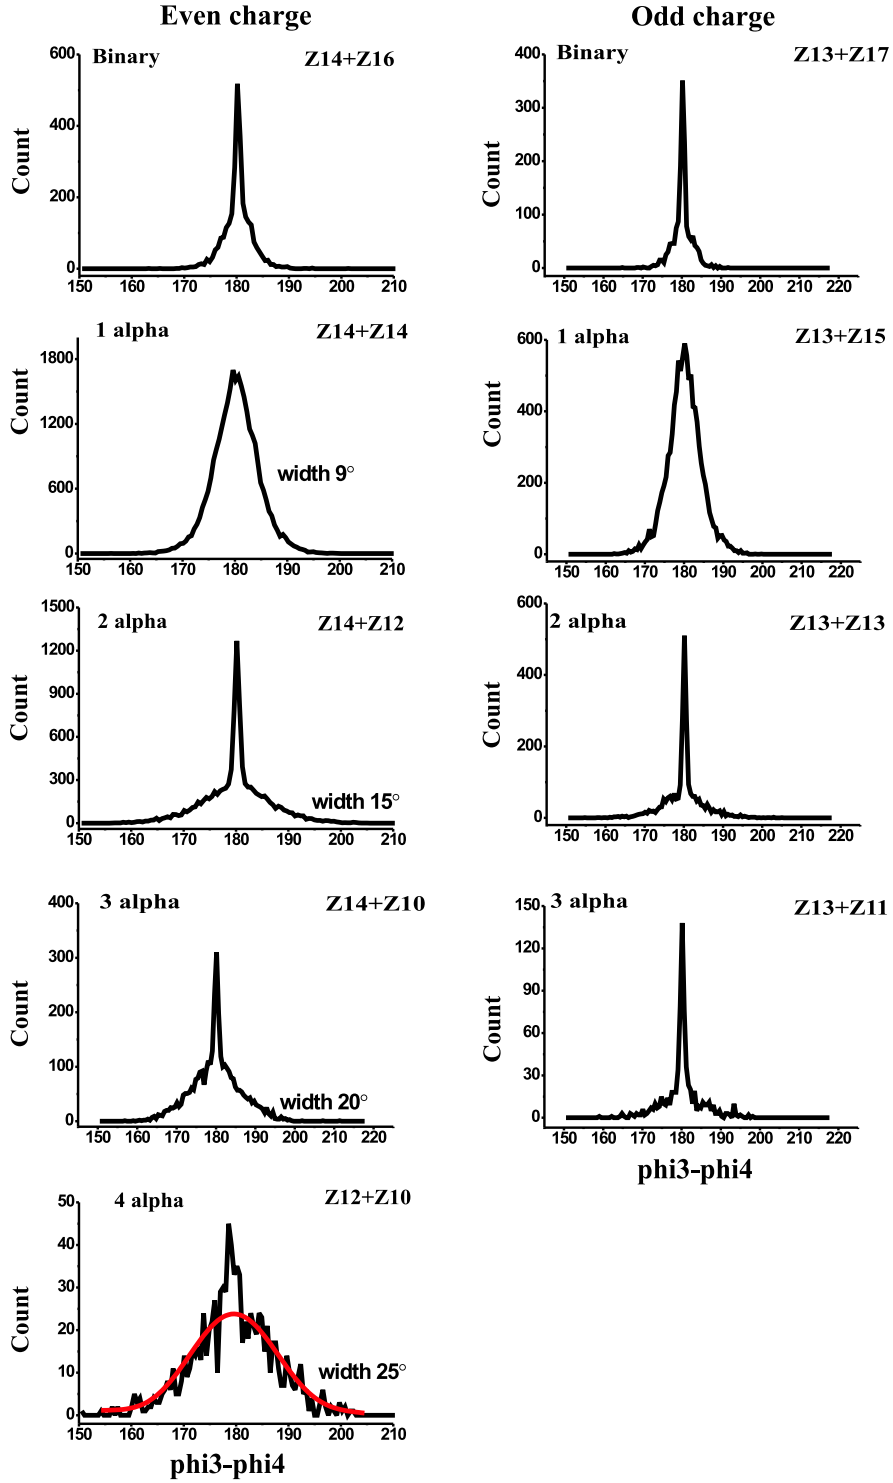 Even charge
Odd charge
Binary Z14+Z16
600
400
200
0
Count
150 160 170 180 190 200 210
Binary Z13+Z17
400
300
200
100
0
Count
150 160 170 180 190 200 210 220
1 alpha Z14+Z14
1800
1200
600
0
Count
width 9°
150 160 170 180 190 200 210
1 alpha Z13+Z15
600
400
200
0
Count
150 160 170 180 190 200 210 220
2 alpha Z14+Z12
1500
1200
900
600
300
0
Count
width 15°
150 160 170 180 190 200 210
2 alpha Z13+Z13
600
400
200
0
Count
150 160 170 180 190 200 210 220
3 alpha Z14+Z10
400
300
200
100
0
Count
width 20°
150 160 170 180 190 200 210 220
3 alpha Z13+Z11
150
120
90
60
30
0
Count
150 160 170 180 190 200 210 220
phi3-phi4
4 alpha Z12+Z10
50
40
30
20
10
0
Count
width 25°
150 160 170 180 190 200 210
phi3-phi4